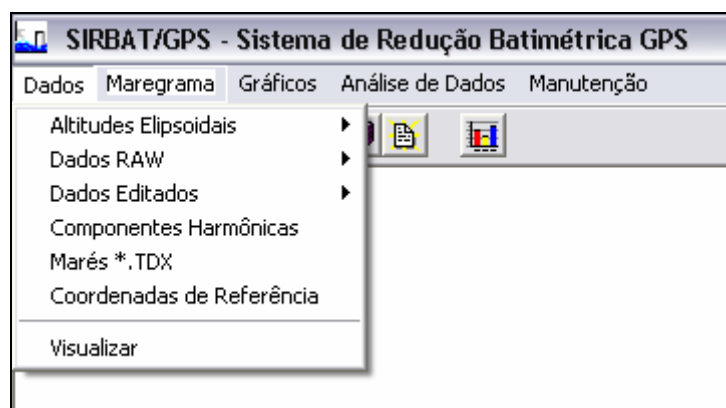 SIRBAT/GPS - Sistema de Redução Batimétrica GPS
Dados Maregrama Gráficos Análise de Dados Manutenção
Altitudes Elipsoidais
Dados RAW
Dados Editados
Componentes Harmônicas
Marés *.TDX
Coordenadas de Referência
Visualizar